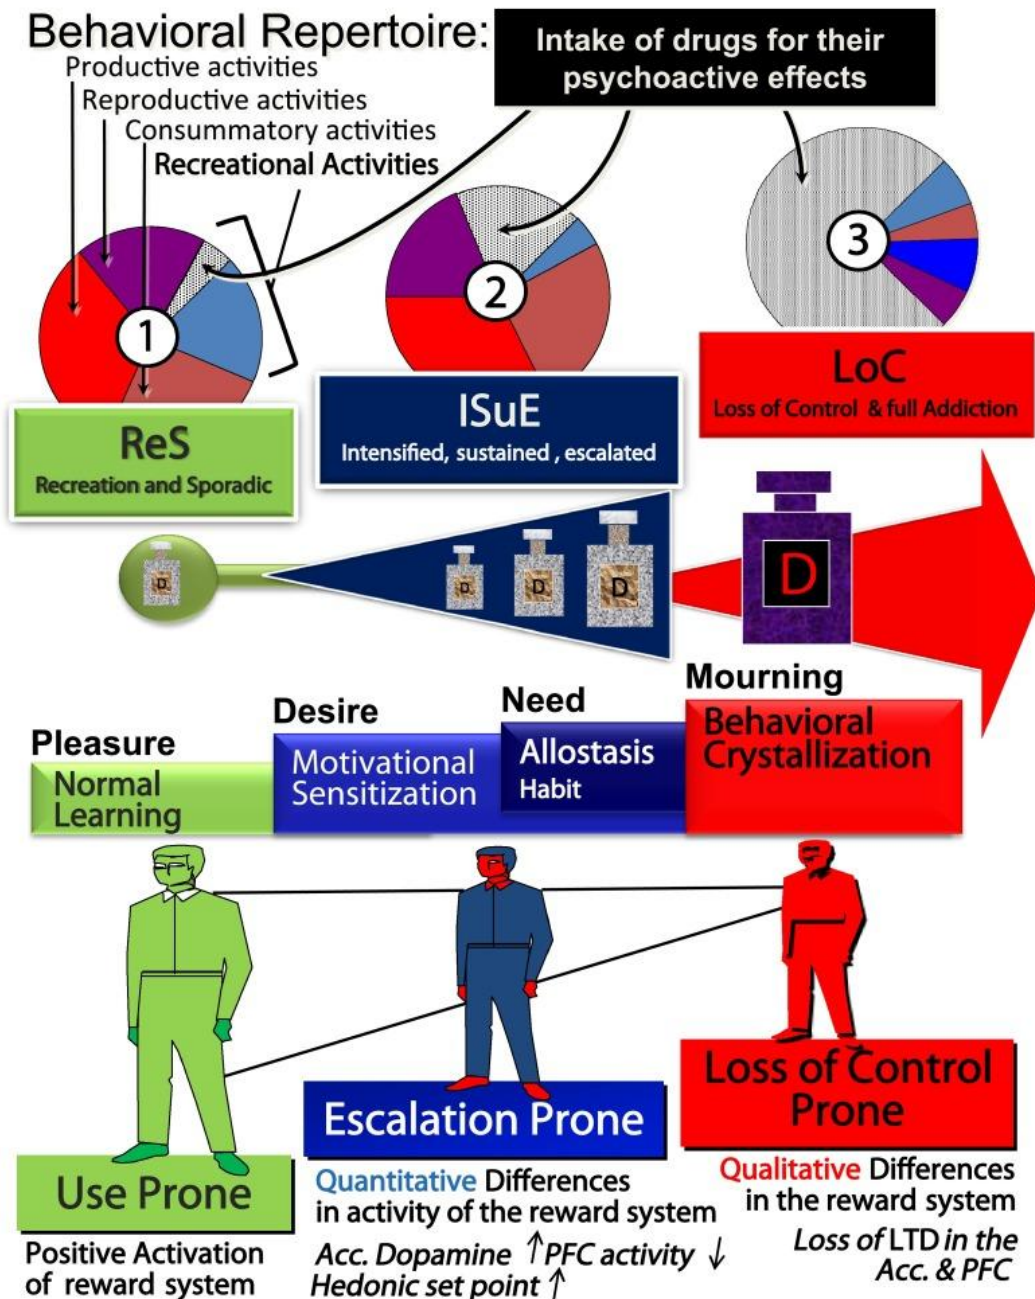 Behavioral Repertoire:
Intake of drugs for their
psychoactive effects
Productive activities
Reproductive activities
Consummatory activities
Recreational Activities
1
2
3
ReS
Recreation and Sporadic
ISuE
Intensified, sustained , escalated
LoC
Loss of Control & full Addiction
D
D
D
D
D
Pleasure
Normal
Learning
Desire
Motivational
Sensitization
Need
Allostasis
Habit
Mourning
Behavioral
Crystallization
Use Prone
Positive Activation
of reward system
Escalation Prone
Quantitative Differences
in activity of the reward system
Acc. Dopamine ↑PFC activity ↓
Hedonic set point ↑
Loss of Control
Prone
Qualitative Differences
in the reward system
Loss of LTD in the
Acc. & PFC